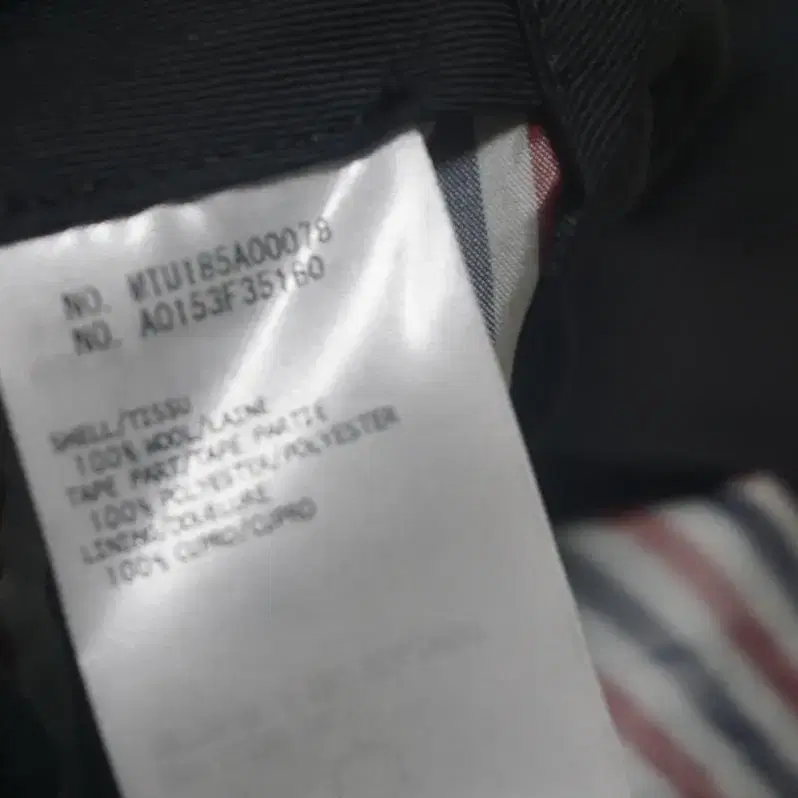 NO. MTU185A00078
NO. A0153F35160
SHELL/TISSU
100% WOOL/LAINE
TAPE PART/TAPE PARTIE
100% POLYESTER/POLYESTER
LINING/DOUBLURE
100% CUPRO/CUPRO